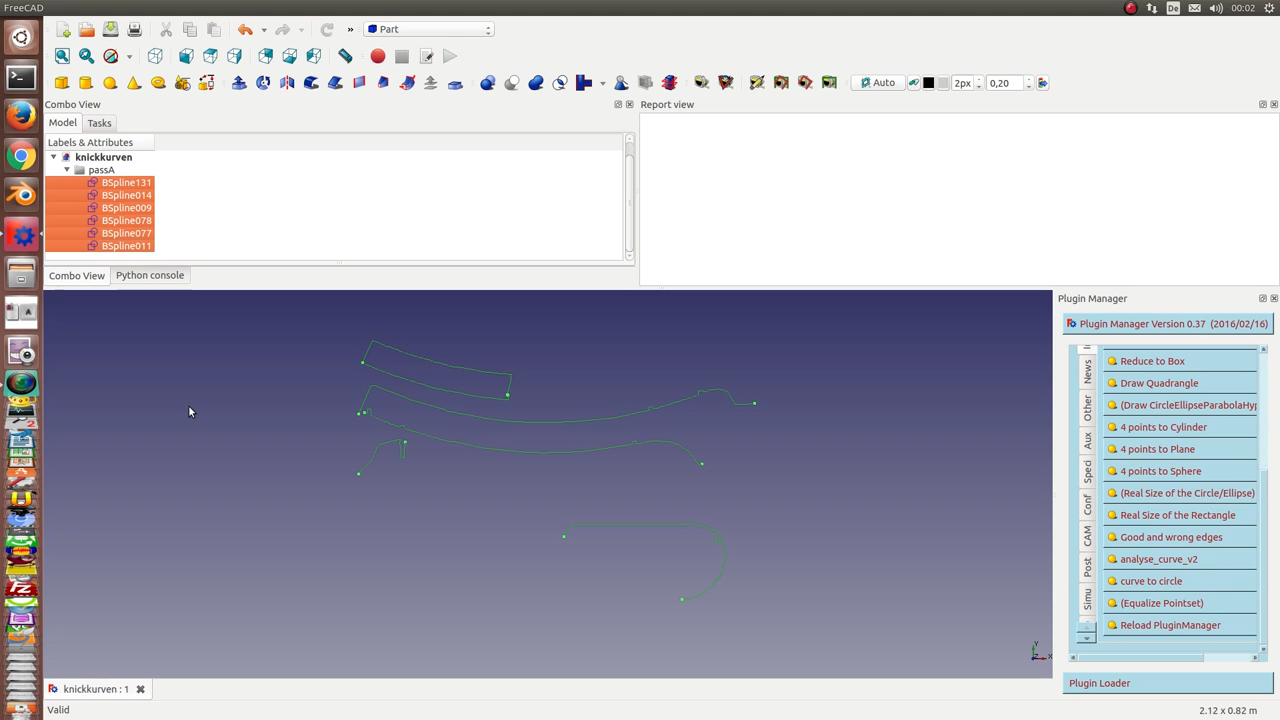 FreeCAD
De
00:02
»
Part
Auto
2px
0,20
Combo View
Report view
Model
Tasks
Labels & Attributes
knickkurven
passA
BSpline131
BSpline014
BSpline009
BSpline078
BSpline077
BSpline011
Combo View
Python console
Plugin Manager
Plugin Manager Version 0.37 (2016/02/16)
News
Other
Aux
Speci
Conf
CAM
Post
Simu
Reduce to Box
Draw Quadrangle
(Draw CircleEllipseParabolaHyp
4 points to Cylinder
4 points to Plane
4 points to Sphere
(Real Size of the Circle/Ellipse)
Real Size of the Rectangle
Good and wrong edges
analyse_curve_v2
curve to circle
(Equalize Pointset)
Reload PluginManager
Plugin Loader
Y
X
knickkurven : 1
Valid
2.12 x 0.82 m